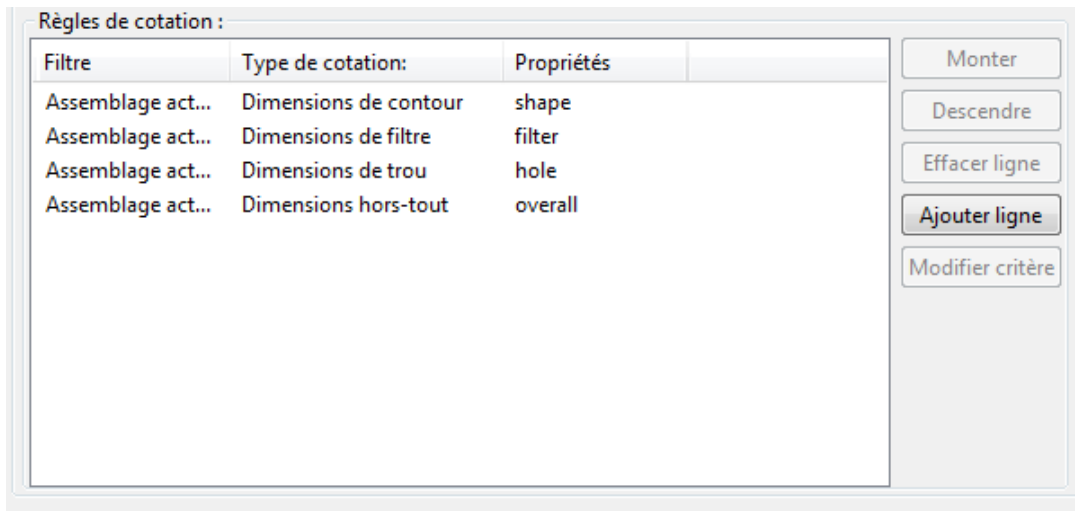 Règles de cotation :
Filtre Type de cotation: Propriétés
Assemblage act... Dimensions de contour shape
Assemblage act... Dimensions de filtre filter
Assemblage act... Dimensions de trou hole
Assemblage act... Dimensions hors-tout overall
Monter
Descendre
Effacer ligne
Ajouter ligne
Modifier critère